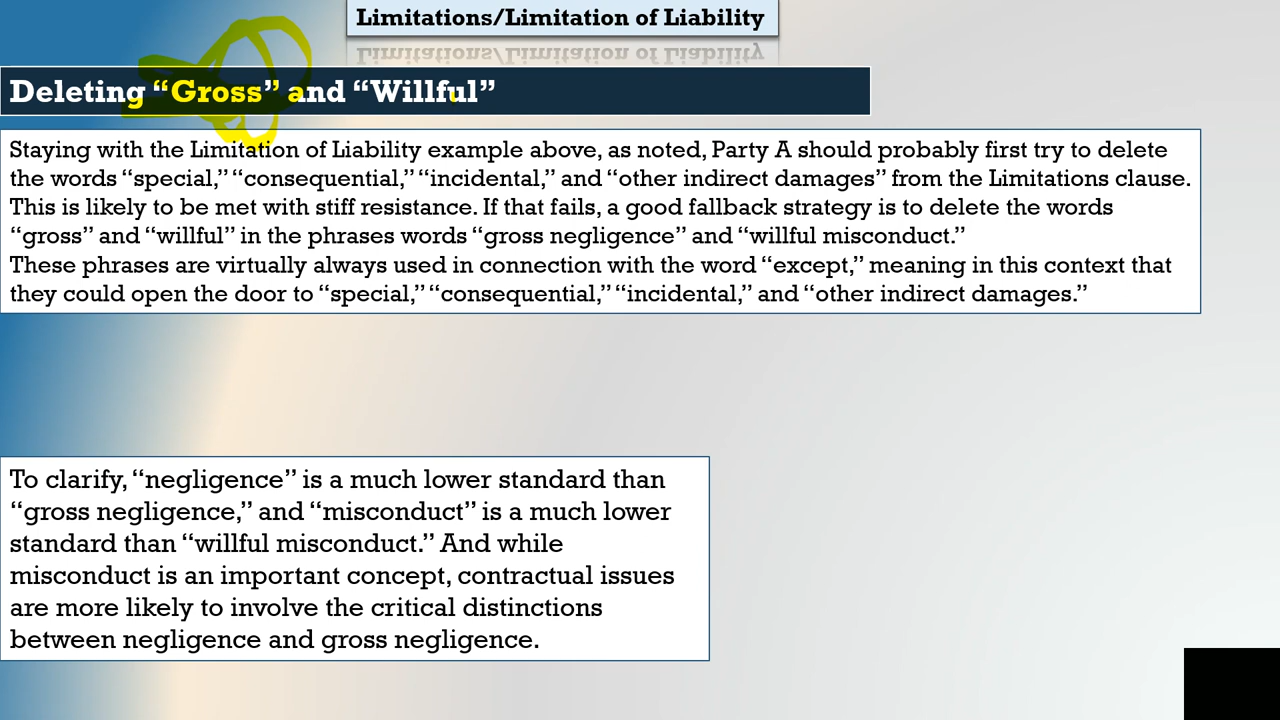 Limitations/Limitation of Liability
Deleting “Gross” and “Willful”
Staying with the Limitation of Liability example above, as noted, Party A should probably first try to delete
the words “special,” “consequential,” “incidental,” and “other indirect damages” from the Limitations clause.
This is likely to be met with stiff resistance. If that fails, a good fallback strategy is to delete the words
“gross” and “willful” in the phrases words “gross negligence” and “willful misconduct.”
These phrases are virtually always used in connection with the word “except,” meaning in this context that
they could open the door to “special,” “consequential,” “incidental,” and “other indirect damages.”
To clarify, “negligence” is a much lower standard than
“gross negligence,” and “misconduct” is a much lower
standard than “willful misconduct.” And while
misconduct is an important concept, contractual issues
are more likely to involve the critical distinctions
between negligence and gross negligence.